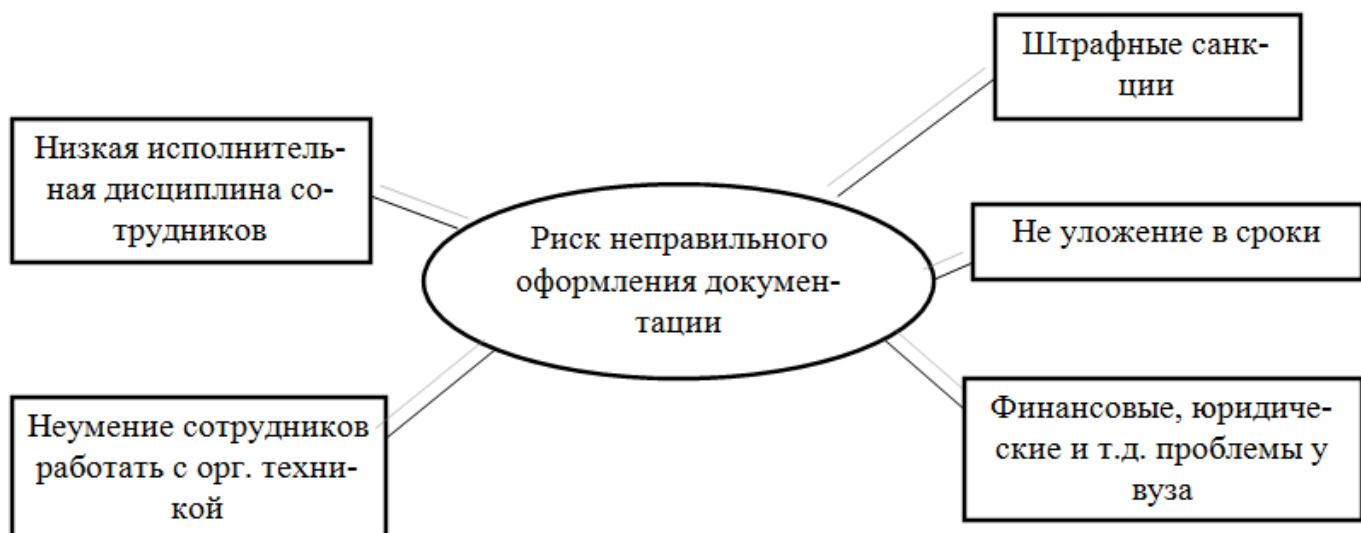 Штрафные санк-
ции
Низкая исполнитель-
ная дисциплина со-
трудников
Риск неправильного
оформления докумен-
тации
Не уложение в сроки
Неумение сотрудников
работать с орг. техни-
кой
Финансовые, юридиче-
ские и т.д. проблемы у
вуза